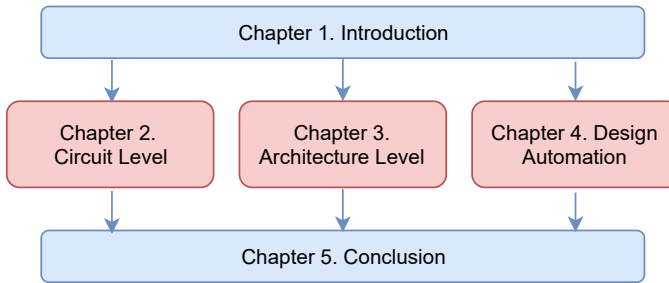 Chapter 1. Introduction
Chapter 2.
Circuit Level
Chapter 3.
Architecture Level
Chapter 4. Design
Automation
Chapter 5. Conclusion